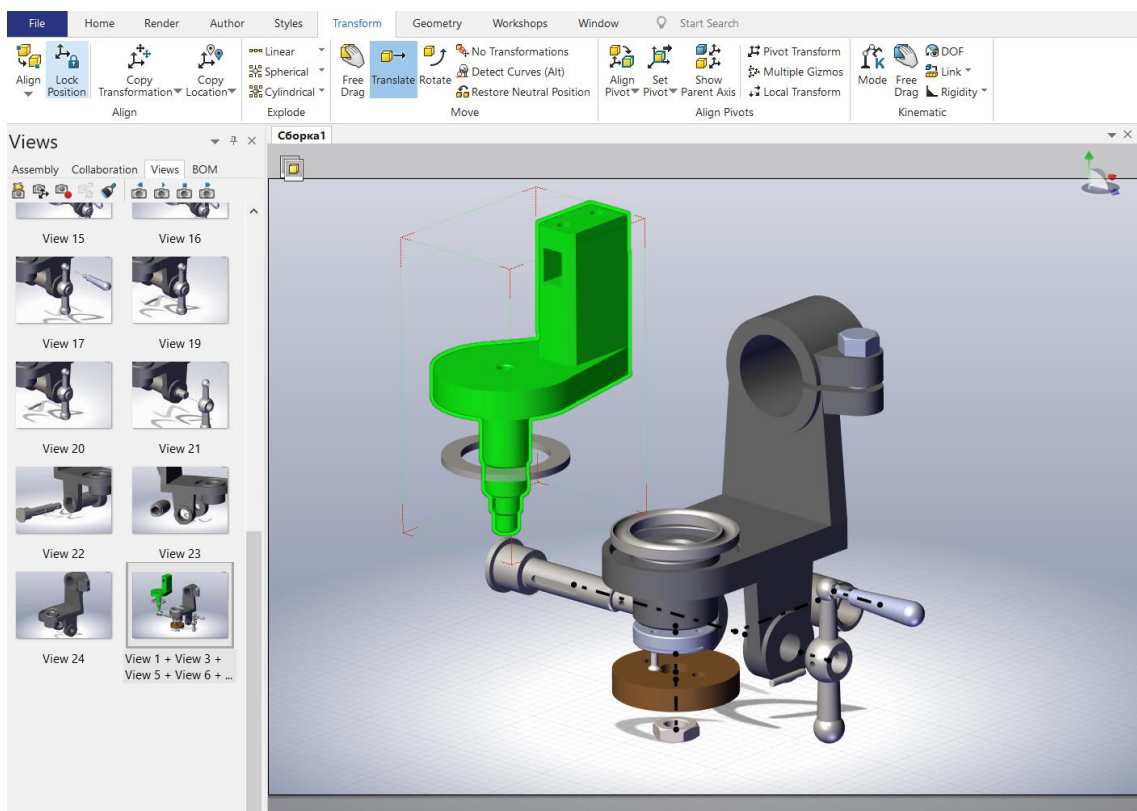 File Home Render Author Styles Transform Geometry Workshops Window Start Search
Align
Lock Position
Copy Transformation
Copy Location
Align
Linear
Spherical
Cylindrical
Explode
Free Drag
Translate
Rotate
No Transformations
Detect Curves (Alt)
Restore Neutral Position
Move
Align Pivot
Set Pivot
Show Parent Axis
Pivot Transform
Multiple Gizmos
Local Transform
Align Pivots
Mode
Free Drag
DOF
Link
Rigidity
Kinematic
Views
Assembly Collaboration Views BOM
Сборка1
View 15 View 16
View 17 View 19
View 20 View 21
View 22 View 23
View 24 View 1 + View 3 +
View 5 + View 6 + ...